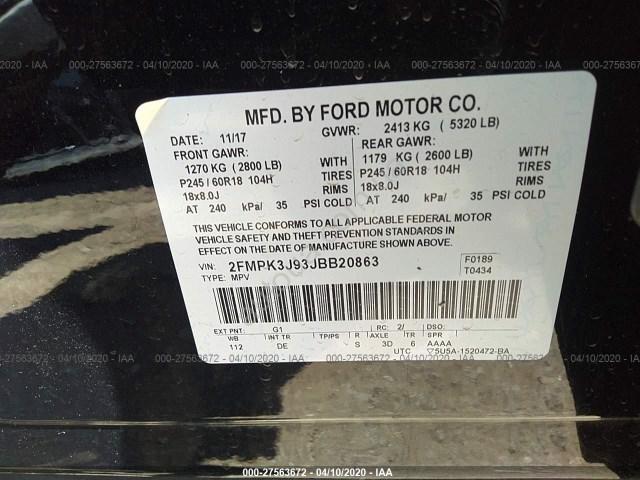 000-27563672 - 04/10/2020 - IAA
MFD. BY FORD MOTOR CO.
DATE: 11/17 GVWR: 2413 KG ( 5320 LB)
FRONT GAWR: REAR GAWR:
1270 KG ( 2800 LB) WITH 1179 KG ( 2600 LB) WITH
P245 / 60R18 104H TIRES P245 / 60R18 104H TIRES
18x8.0J RIMS 18x8.0J RIMS
AT 240 kPa/ 35 PSI COLD AT 240 kPa/ 35 PSI COLD
THIS VEHICLE CONFORMS TO ALL APPLICABLE FEDERAL MOTOR
VEHICLE SAFETY AND THEFT PREVENTION STANDARDS IN
EFFECT ON THE DATE OF MANUFACTURE SHOWN ABOVE.
VIN: 2FMPK3J93JBB20863 F0189
TYPE: MPV T0434
EXT PNT: G1 RC: 2/ DSO:
WB INT TR TP/PS R AXLE TR SPR
112 DE S 3D 6 AAAA
UTC 75U5A-1520472-BA
000-27563672 - 04/10/2020 - IAA